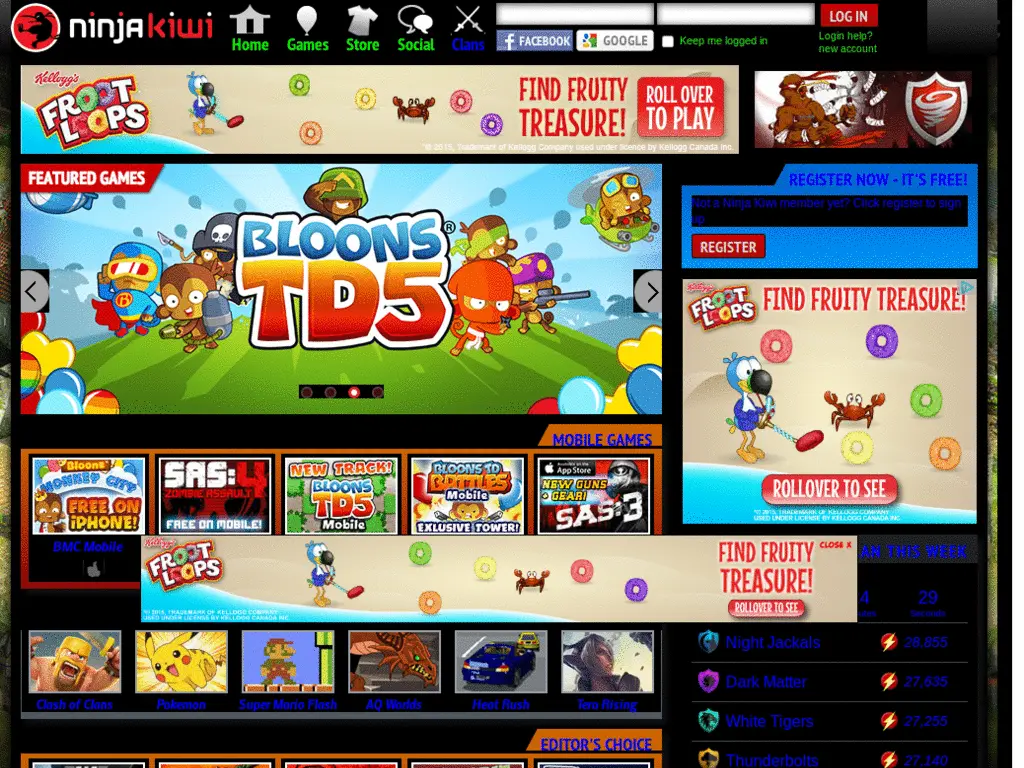 ninjakiwi
Home
Games
Store
Social
Clans
LOG IN
FACEBOOK
GOOGLE
Keep me logged in
Login help?
new account
Kellogg's
FROOT
LOOPS
FIND FRUITY
TREASURE!
ROLL OVER
TO PLAY
*© 2015, Trademark of Kellogg Company used under licence by Kellogg Canada Inc.
FEATURED GAMES
BLOONS®
TD5
REGISTER NOW - IT'S FREE!
Not a Ninja Kiwi member yet? Click register to sign
up
REGISTER
Kellogg's
FROOT
LOOPS
FIND FRUITY TREASURE!
ROLLOVER TO SEE
*© 2015, TRADEMARK OF KELLOGG COMPANY
USED UNDER LICENSE BY KELLOGG CANADA INC.
MOBILE GAMES
Bloons
MONKEY CITY
FREE ON
iPHONE!
SAS:4
ZOMBIE ASSAULT
FREE ON MOBILE!
NEW TRACK!
BLOONS
TD5
Mobile
BLOONS TD
BATTLES
Mobile
EXLUSIVE TOWER!
Available on the
App Store
NEW GUNS
+ GEAR!
SAS:3
BMC Mobile
Kellogg's
FROOT
LOOPS
FIND FRUITY
TREASURE!
CLOSE X
ROLLOVER TO SEE
*© 2015, TRADEMARK OF KELLOGG COMPANY
USED UNDER LICENSE BY KELLOGG CANADA INC.
AN THIS WEEK
4
29
Seconds
Night Jackals
28,855
Dark Matter
27,635
White Tigers
27,255
Thunderbolts
27,140
Clash of Clans
Pokemon
Super Mario Flash
AQ Worlds
Heat Rush
Tera Rising
EDITOR'S CHOICE